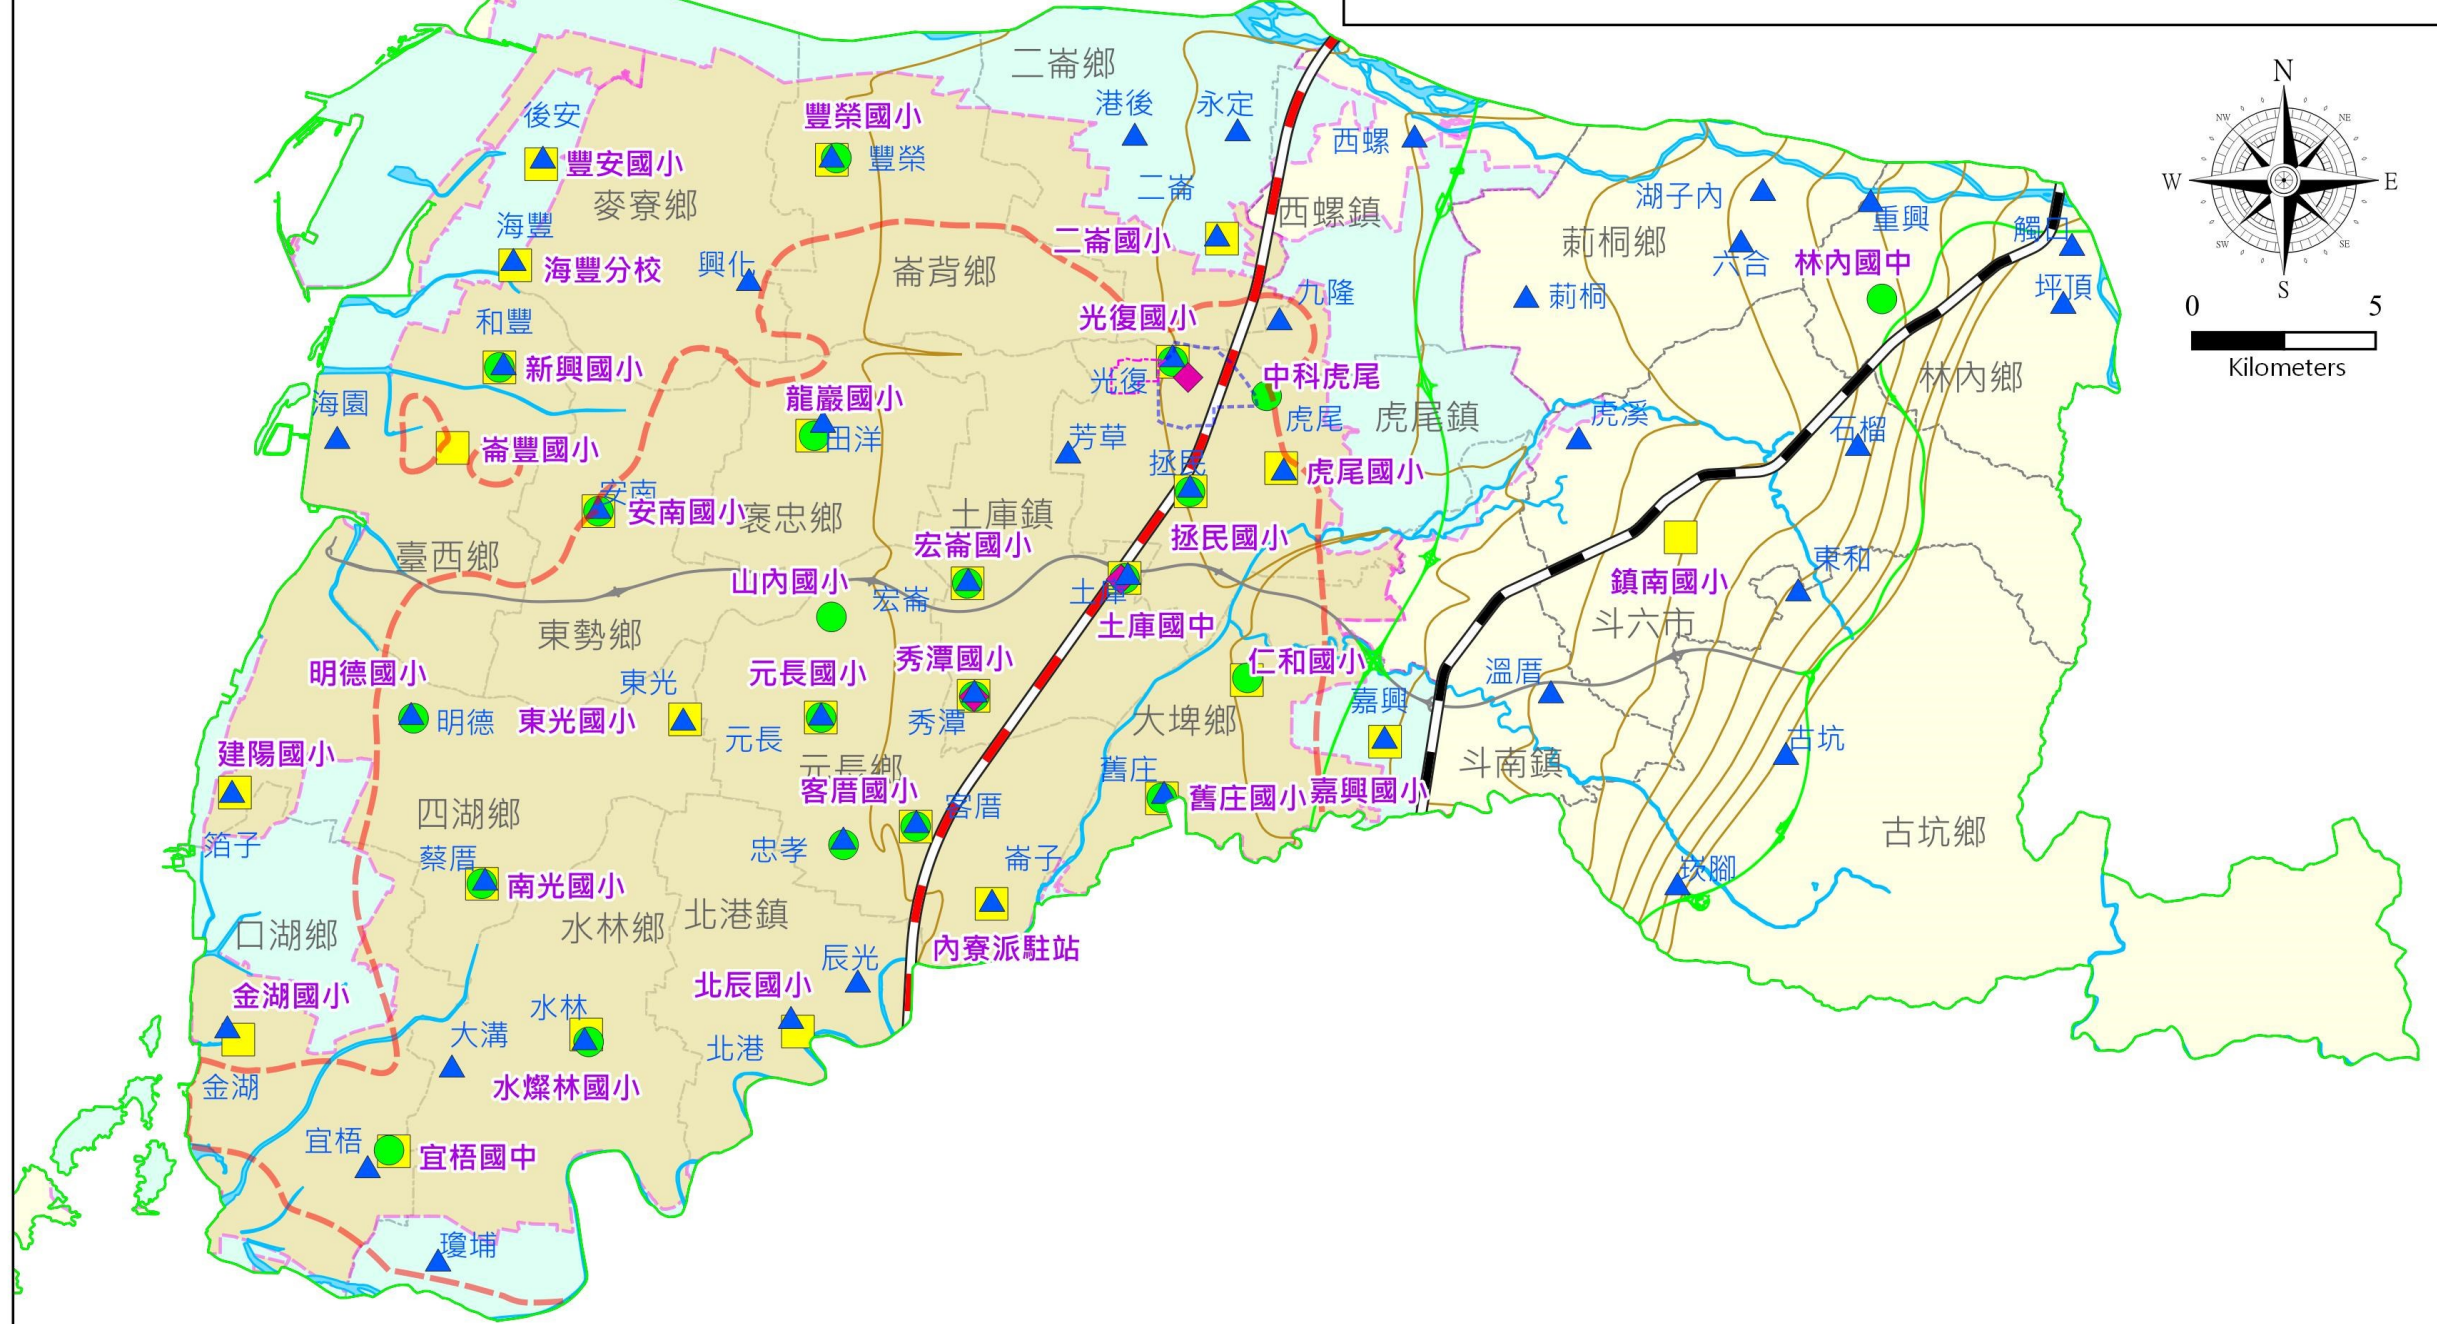 二崙鄉
N
後安
豐榮國小
港後
永定
NW
NE
西螺
豐安國小
豐榮
麥寮鄉
二崙
湖子內
W
E
海豐
西螺鎮
重興
觸口
莿桐鄉
二崙國小
SW
SE
海豐分校
興化
崙背鄉
六合
林內國中
S
九隆
莿桐
坪頂
0
5
和豐
光復國小
Kilometers
新興國小
光復
中科虎尾
林內鄉
海園
龍巖國小
虎尾
虎尾鎮
虎溪
田洋
芳草
石榴
崙豐國小
拯民
虎尾國小
安南
安南國小
褒忠鄉
土庫鎮
拯民國小
臺西鄉
宏崙國小
東和
山內國小
宏崙
土庫
鎮南國小
東勢鄉
土庫國中
斗六市
明德國小
東光
元長國小
秀潭國小
仁和國小
溫厝
嘉興
明德
東光國小
元長
秀潭
大埤鄉
古坑
建陽國小
元長鄉
舊庄
斗南鎮
客厝國小
舊庄國小
嘉興國小
四湖鄉
客厝
箔子
忠孝
古坑鄉
蔡厝
崙子
崁腳
南光國小
北港鎮
水林鄉
口湖鄉
內寮派駐站
辰光
金湖國小
北辰國小
水林
大溝
北港
金湖
水燦林國小
宜梧
宜梧國中
瓊埔